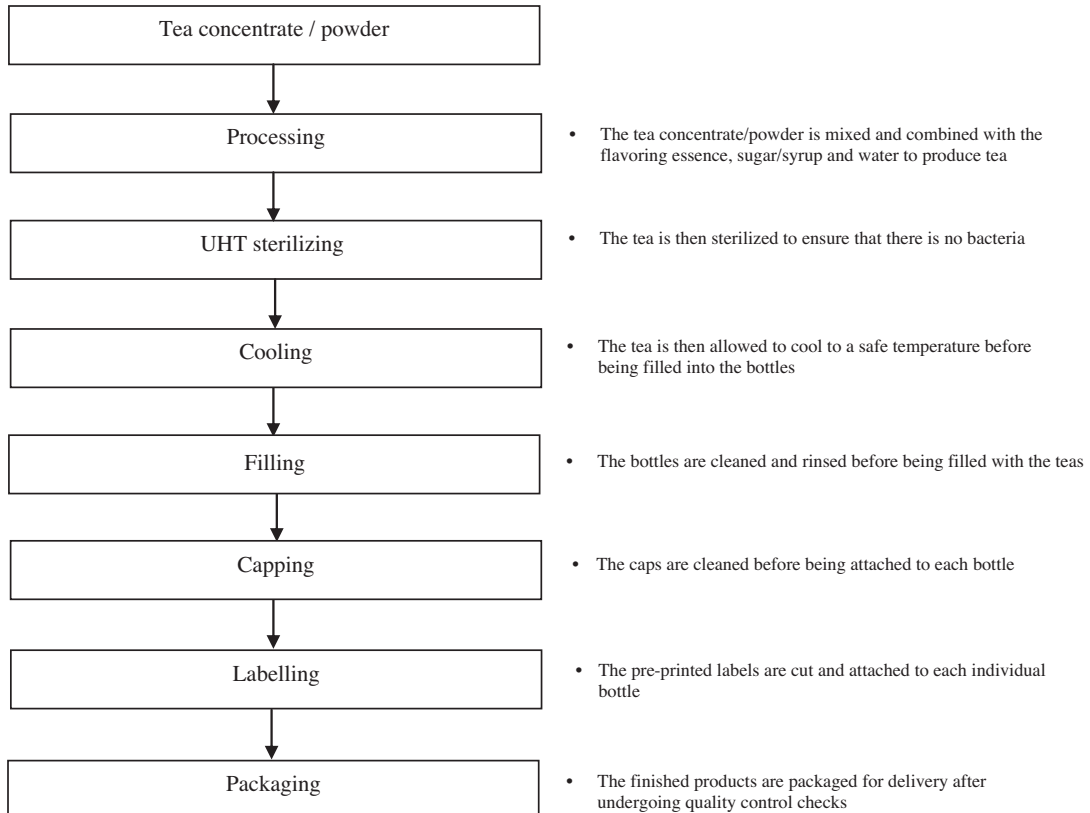 Tea concentrate / powder
Processing
• The tea concentrate/powder is mixed and combined with the
flavoring essence, sugar/syrup and water to produce tea
UHT sterilizing
• The tea is then sterilized to ensure that there is no bacteria
Cooling
• The tea is then allowed to cool to a safe temperature before
being filled into the bottles
Filling
• The bottles are cleaned and rinsed before being filled with the teas
Capping
• The caps are cleaned before being attached to each bottle
Labelling
• The pre-printed labels are cut and attached to each individual
bottle
Packaging
• The finished products are packaged for delivery after
undergoing quality control checks